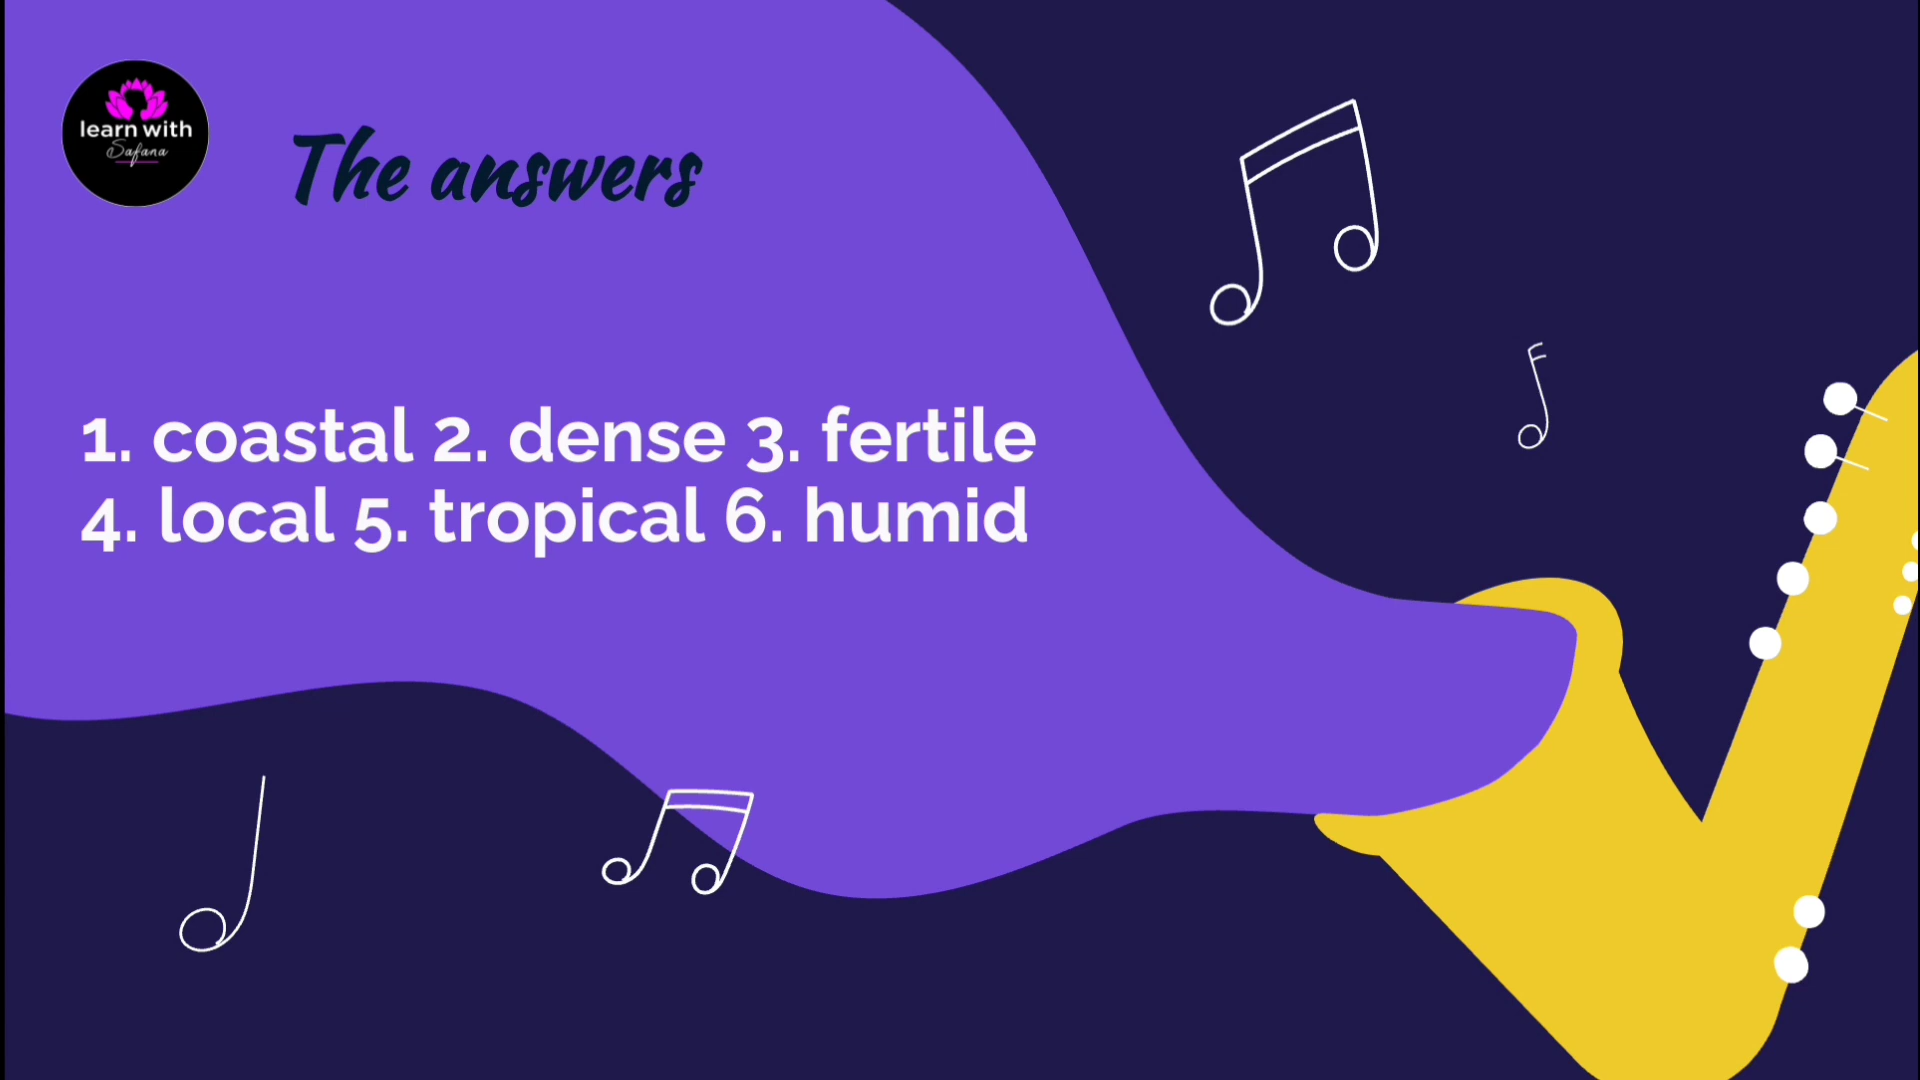 learn with
Safana
The answers
1. coastal 2. dense 3. fertile
4. local 5. tropical 6. humid